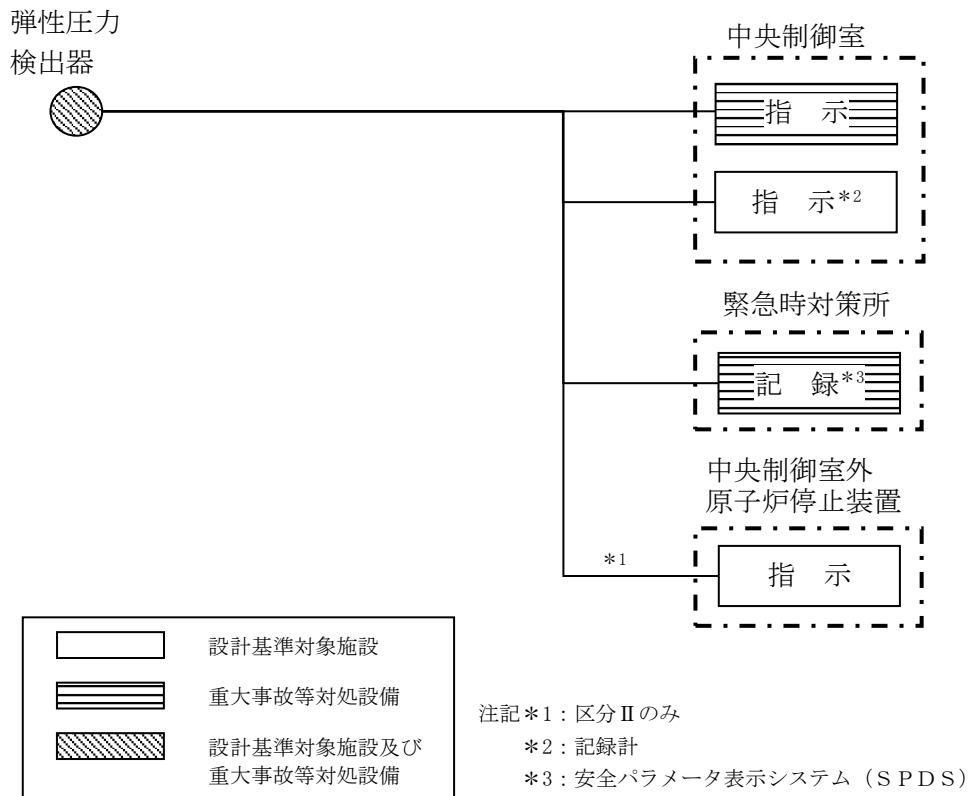 弾性圧力
検出器
中央制御室
指 示
指 示*2
緊急時対策所
記 録*3
中央制御室外
原子炉停止装置
*1
指 示
設計基準対象施設
重大事故等対処設備
設計基準対象施設及び
重大事故等対処設備
注記*1：区分Ⅱのみ
*2：記録計
*3：安全パラメータ表示システム（ＳＰＤＳ）